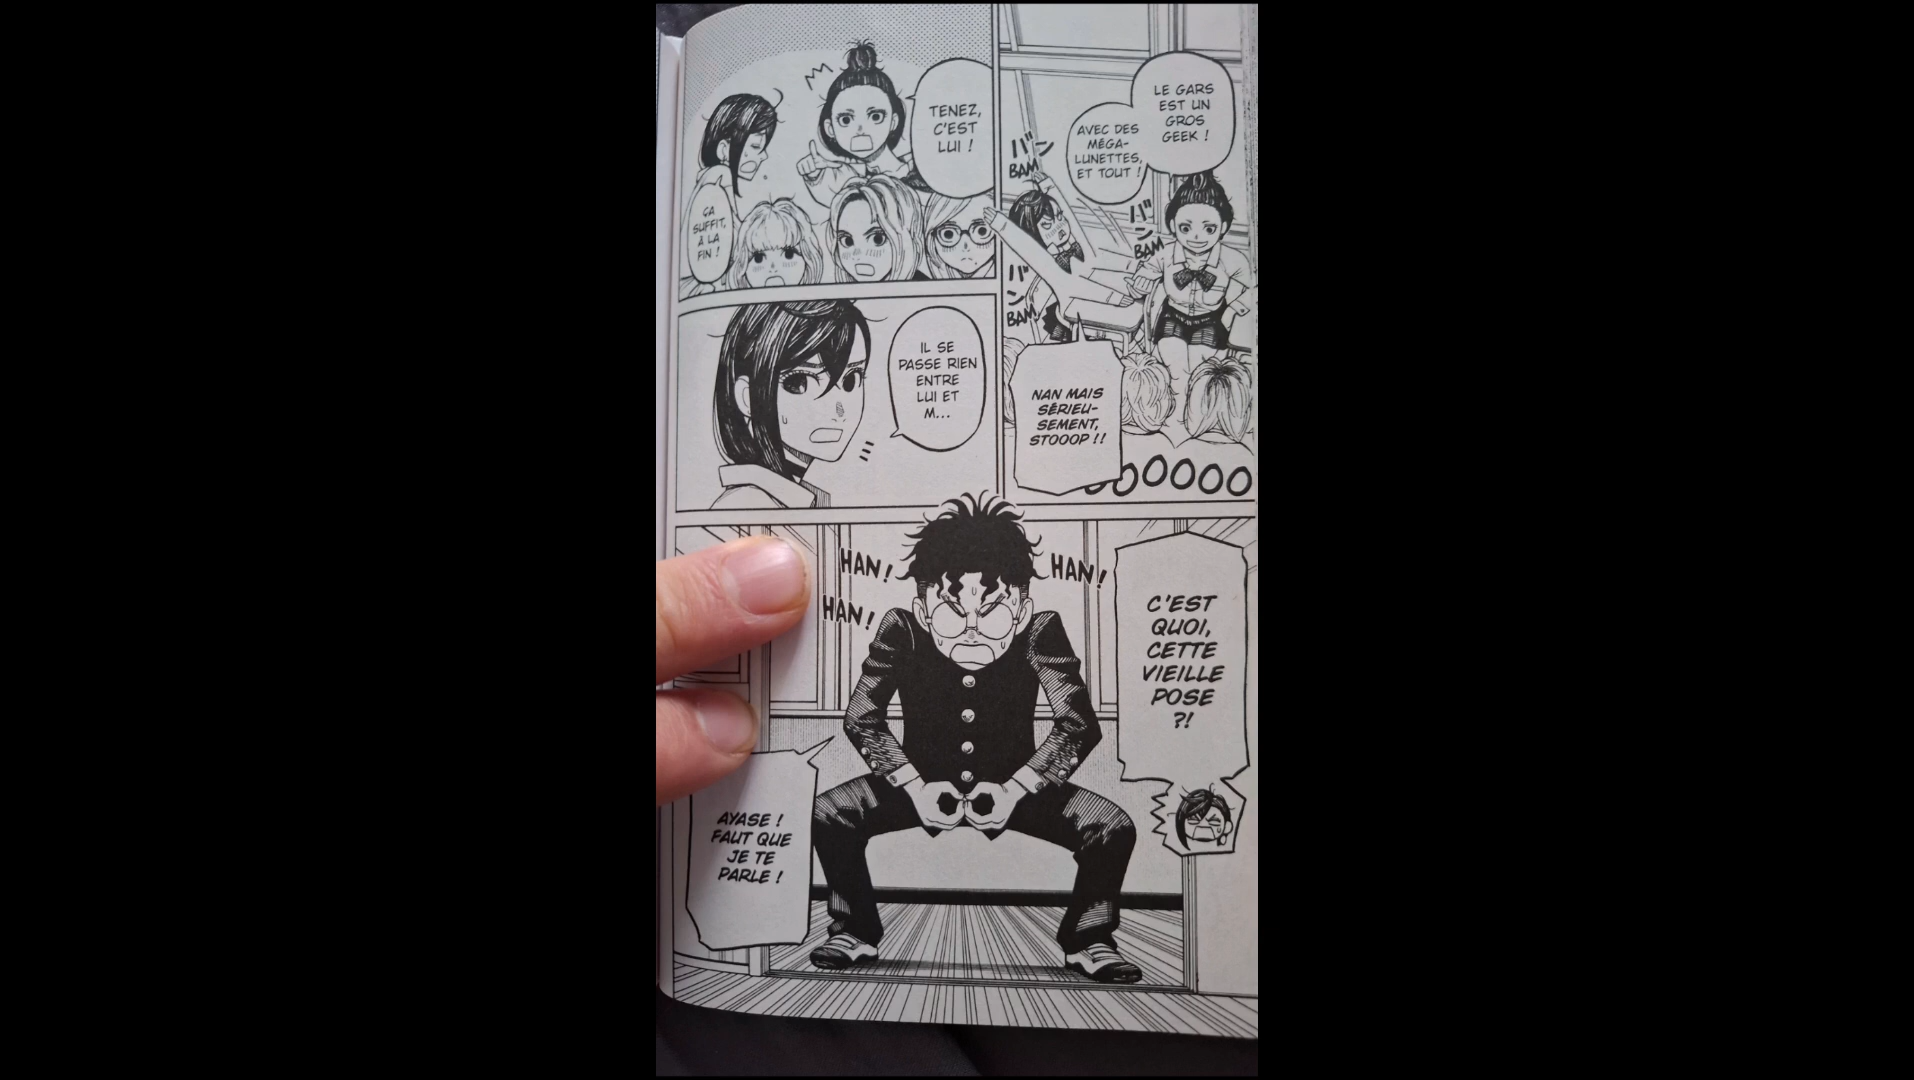 LE GARS
EST UN
GROS
GEEK !
AVEC DES
MÉGA-
LUNETTES,
ET TOUT !
バン
BAM
バン
BAM
バン
BAM
NAN MAIS
SÉRIEU-
SEMENT,
STOOOP !!
OOOOOO
TENEZ,
C'EST
LUI !
ÇA
SUFFIT,
À LA
FIN !
IL SE
PASSE RIEN
ENTRE
LUI ET
M...
C'EST
QUOI,
CETTE
VIEILLE
POSE
?!
HAN !
HAN !
HAN !
AYASE !
FAUT QUE
JE TE
PARLE !